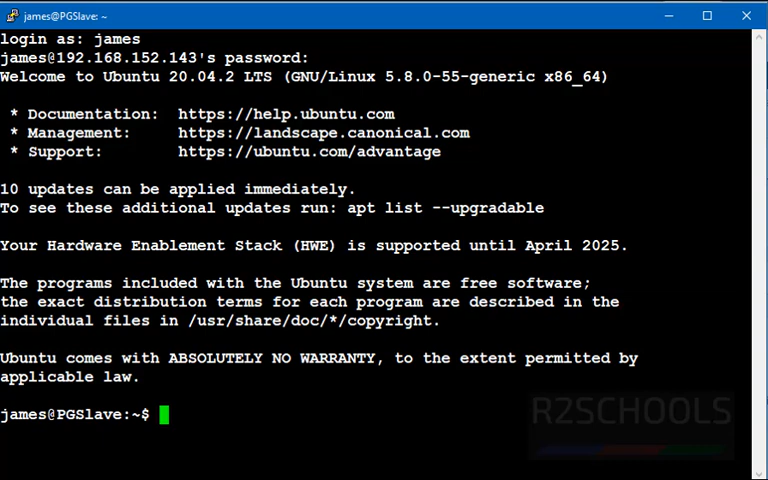 james@PGSlave: ~
login as: james
james@192.168.152.143's password:
Welcome to Ubuntu 20.04.2 LTS (GNU/Linux 5.8.0-55-generic x86_64)
* Documentation:  https://help.ubuntu.com
* Management:     https://landscape.canonical.com
* Support:        https://ubuntu.com/advantage
10 updates can be applied immediately.
To see these additional updates run: apt list --upgradable
Your Hardware Enablement Stack (HWE) is supported until April 2025.
The programs included with the Ubuntu system are free software;
the exact distribution terms for each program are described in the
individual files in /usr/share/doc/*/copyright.
Ubuntu comes with ABSOLUTELY NO WARRANTY, to the extent permitted by
applicable law.
james@PGSlave:~$
R2SCHOOLS